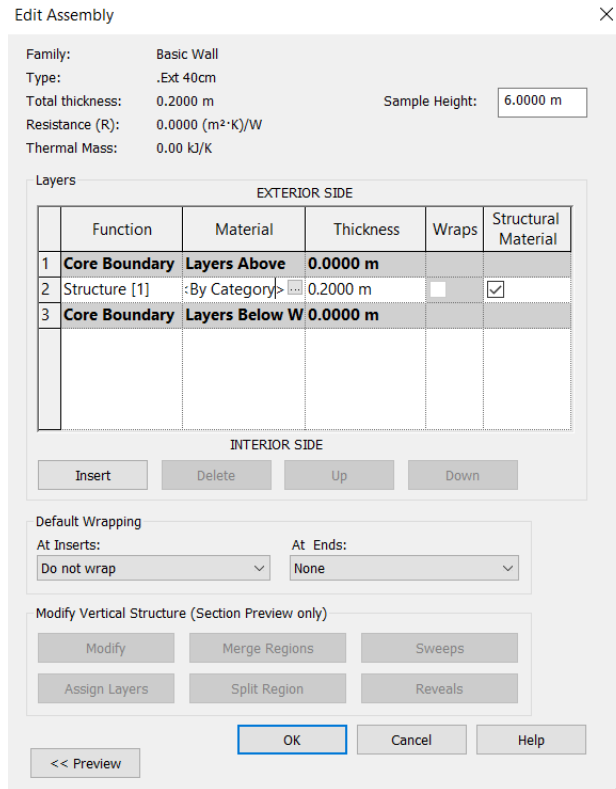 Edit Assembly
Family: Basic Wall
Type: .Ext 40cm
Total thickness: 0.2000 m Sample Height: 6.0000 m
Resistance (R): 0.0000 (m²·K)/W
Thermal Mass: 0.00 kJ/K
Layers
EXTERIOR SIDE
Function Material Thickness Wraps Structural Material
1 Core Boundary Layers Above 0.0000 m
2 Structure [1] <By Category> ... 0.2000 m
3 Core Boundary Layers Below W 0.0000 m
INTERIOR SIDE
Insert Delete Up Down
Default Wrapping
At Inserts: At Ends:
Do not wrap None
Modify Vertical Structure (Section Preview only)
Modify Merge Regions Sweeps
Assign Layers Split Region Reveals
OK Cancel Help
<< Preview